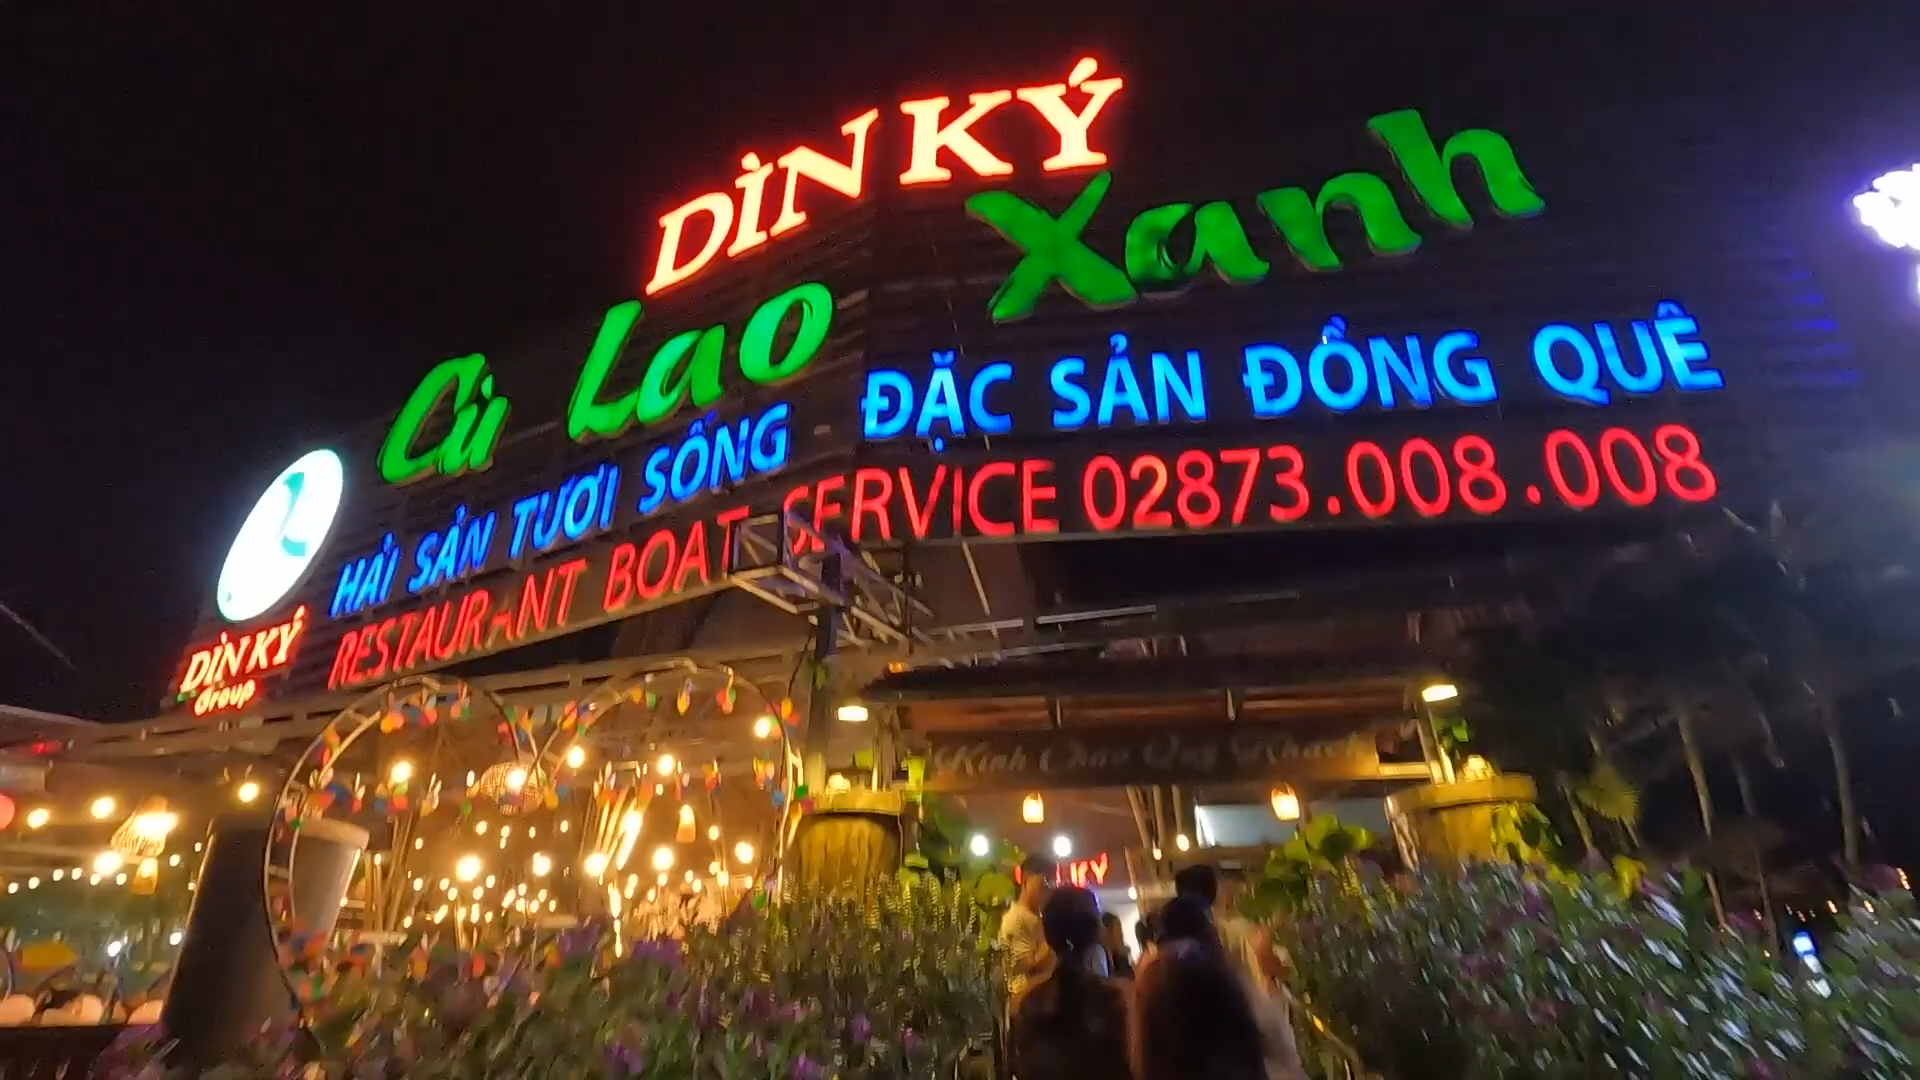 DÌN KÝ
Cù Lao Xanh
HẢI SẢN TƯƠI SỐNG - ĐẶC SẢN ĐỒNG QUÊ
RESTAURANT BOAT SERVICE 02873.008.008
DÌN KÝ
Group
Kính Chào Quý Khách
KÝ